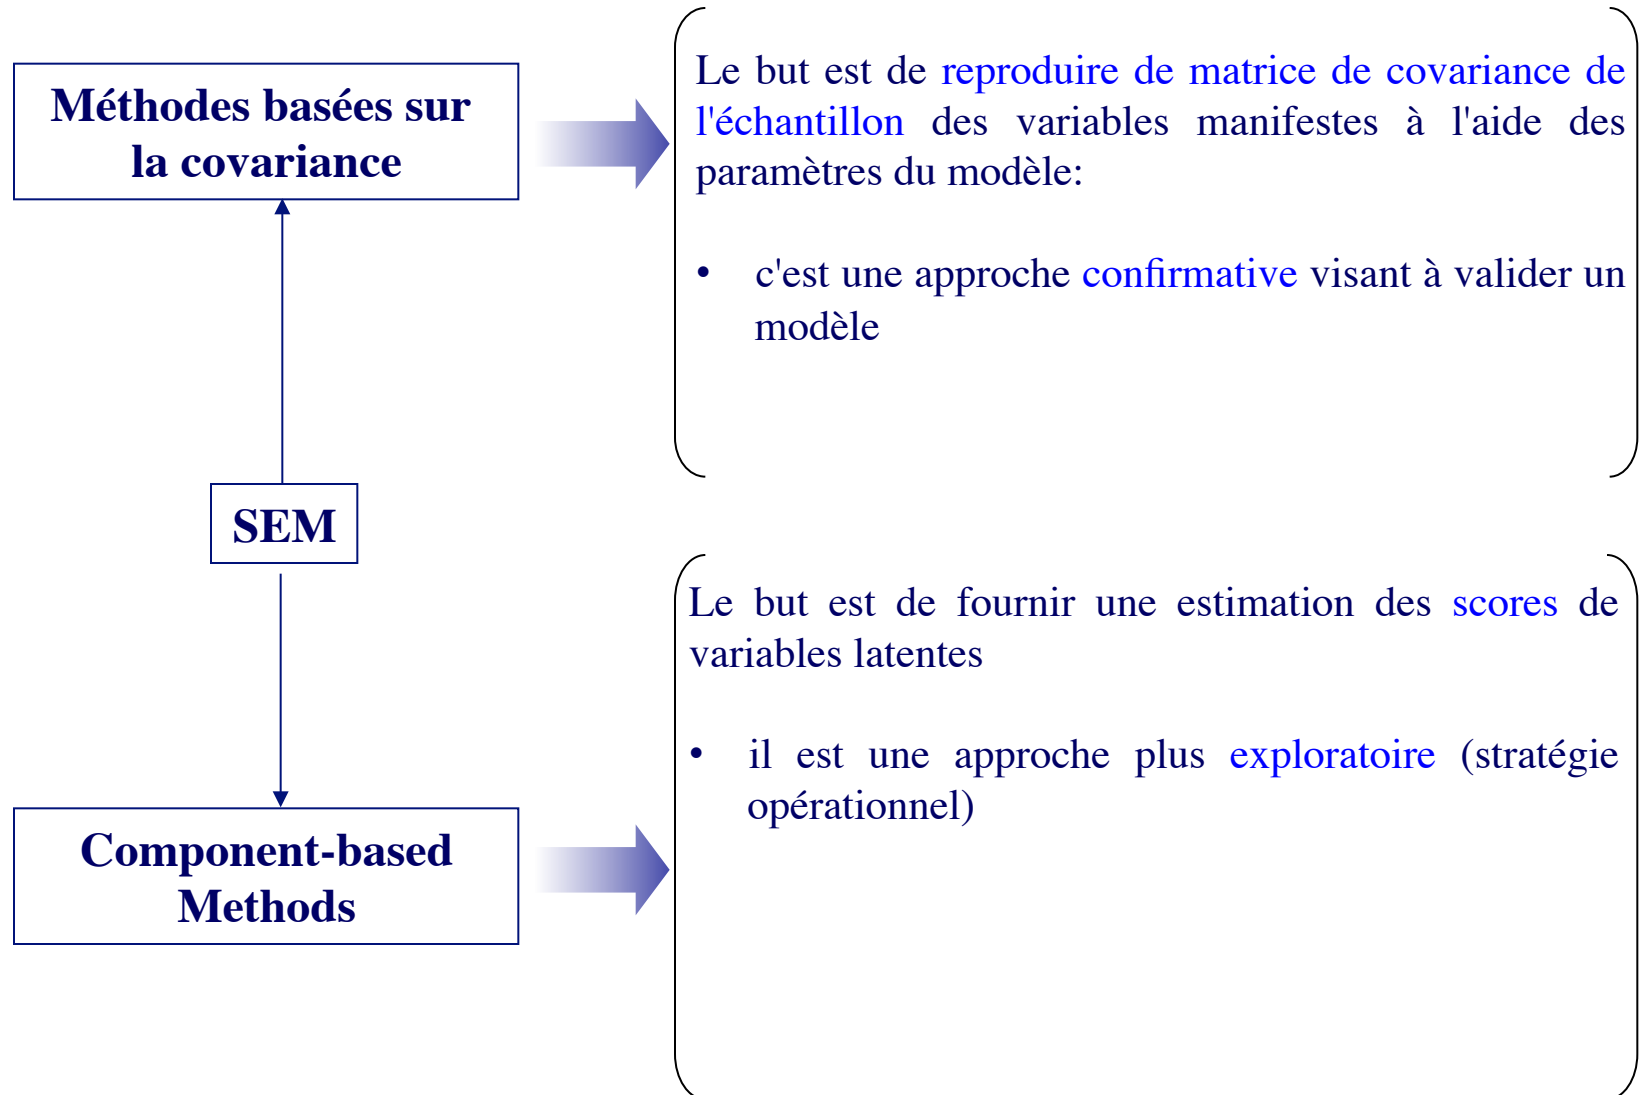 Méthodes basées sur
la covariance
Le but est de reproduire de matrice de covariance de
l'échantillon des variables manifestes à l'aide des
paramètres du modèle:
• c'est une approche confirmative visant à valider un
modèle
SEM
Le but est de fournir une estimation des scores de
variables latentes
• il est une approche plus exploratoire (stratégie
opérationnel)
Component-based
Methods